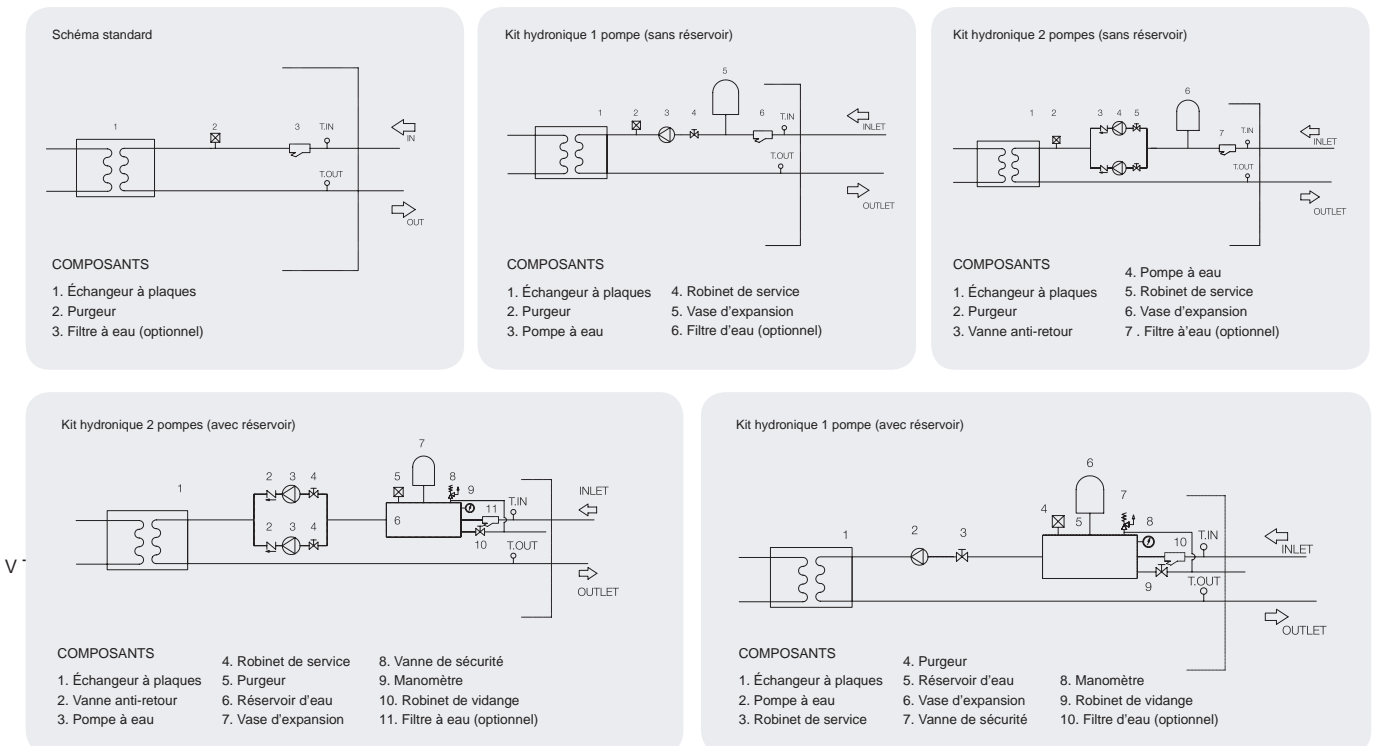 Schéma standard
1
2
3
T.IN
IN
T.OUT
OUT
COMPOSANTS
1. Échangeur à plaques
2. Purgeur
3. Filtre à eau (optionnel)
Kit hydronique 1 pompe (sans réservoir)
5
1
2
3
4
6
T.IN
INLET
T.OUT
OUTLET
COMPOSANTS
1. Échangeur à plaques
2. Purgeur
3. Pompe à eau
4. Robinet de service
5. Vase d'expansion
6. Filtre d'eau (optionnel)
Kit hydronique 2 pompes (sans réservoir)
6
1
2
3
4
5
7
T.IN
INLET
T.OUT
OUTLET
COMPOSANTS
1. Échangeur à plaques
2. Purgeur
3. Vanne anti-retour
4. Pompe à eau
5. Robinet de service
6. Vase d'expansion
7 . Filtre à'eau (optionnel)
Kit hydronique 2 pompes (avec réservoir)
7
1
2
3
4
5
8
9
2
3
4
6
11
10
T.IN
INLET
T.OUT
OUTLET
V
COMPOSANTS
1. Échangeur à plaques
2. Vanne anti-retour
3. Pompe à eau
4. Robinet de service
5. Purgeur
6. Réservoir d'eau
7. Vase d'expansion
8. Vanne de sécurité
9. Manomètre
10. Robinet de vidange
11. Filtre à eau (optionnel)
Kit hydronique 1 pompe (avec réservoir)
6
4
5
7
8
1
2
3
10
9
T.IN
INLET
T.OUT
OUTLET
COMPOSANTS
1. Échangeur à plaques
2. Pompe à eau
3. Robinet de service
4. Purgeur
5. Réservoir d'eau
6. Vase d'expansion
7. Vanne de sécurité
8. Manomètre
9. Robinet de vidange
10. Filtre d'eau (optionnel)